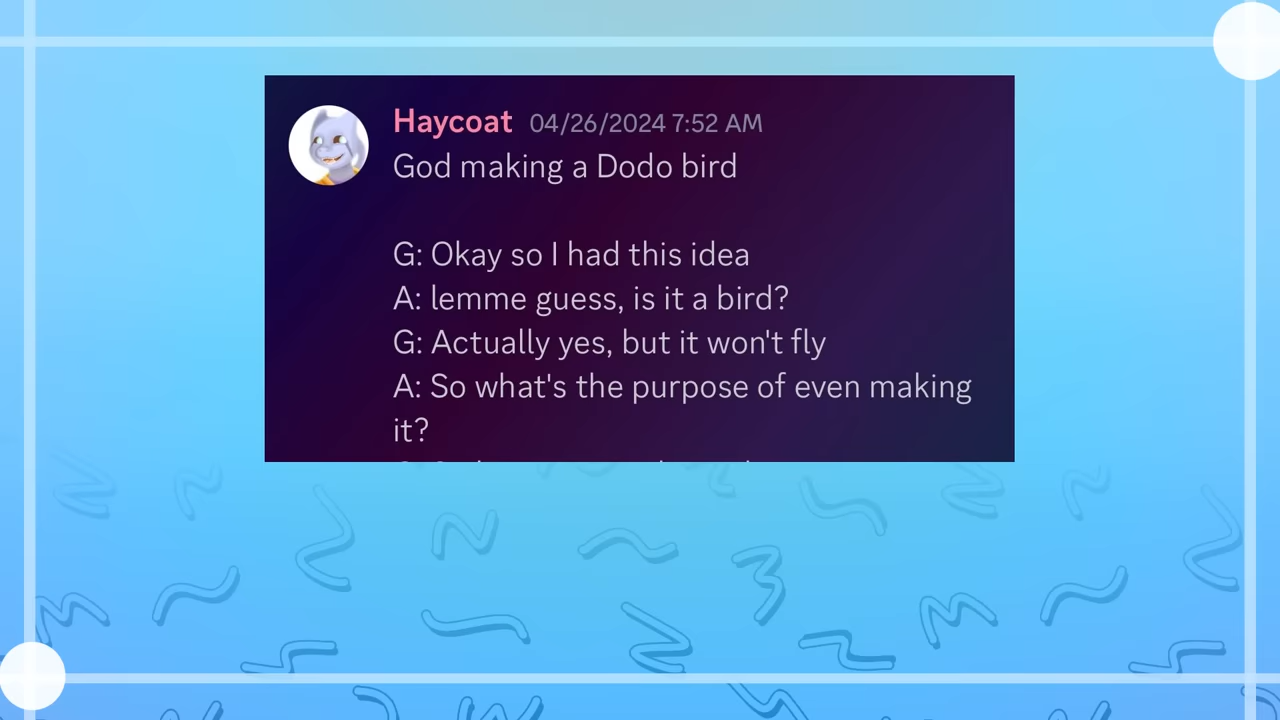 Haycoat 04/26/2024 7:52 AM
God making a Dodo bird
G: Okay so I had this idea
A: lemme guess, is it a bird?
G: Actually yes, but it won't fly
A: So what's the purpose of even making
it?